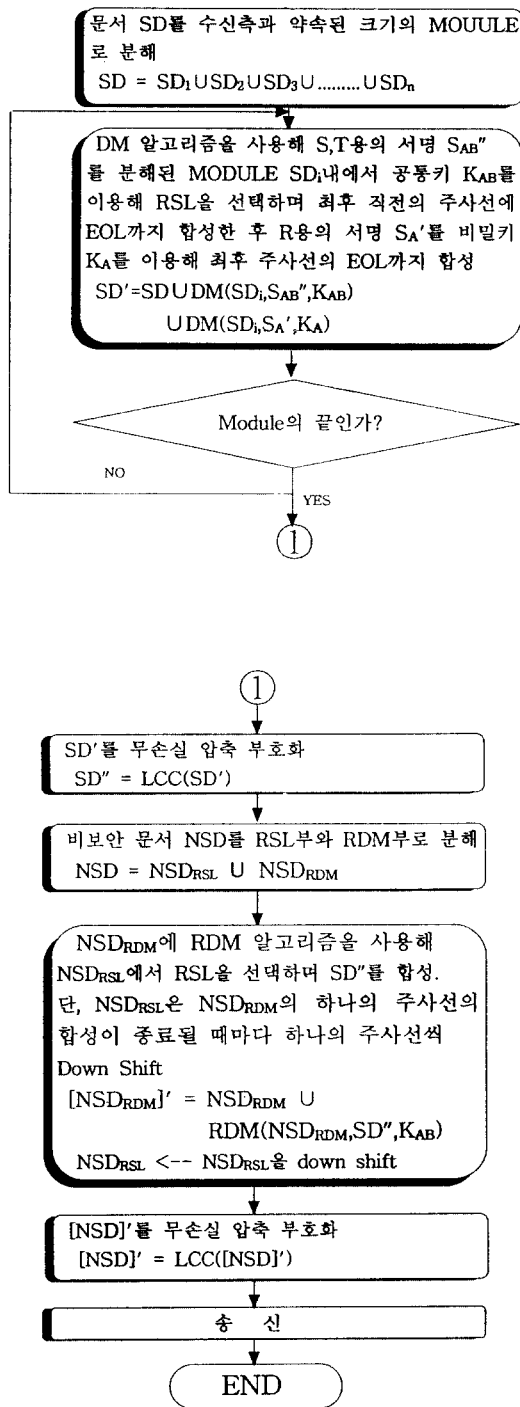 문서 SD를 수신측과 약속된 크기의 MOUULE
로 분해
SD = SD₁∪SD₂∪SD₃∪.........∪SDₙ
DM 알고리즘을 사용해 S,T용의 서명 S_AB″
를 분해된 MODULE SDᵢ내에서 공통키 K_AB를
이용해 RSL을 선택하며 최후 직전의 주사선에
EOL까지 합성한 후 R용의 서명 S_A′를 비밀키
K_A를 이용해 최후 주사선의 EOL까지 합성
SD′=SD∪DM(SDᵢ,S_AB″,K_AB)
∪DM(SDᵢ,S_A′,K_A)
Module의 끝인가?
NO
YES
①
①
SD′를 무손실 압축 부호화
SD″ = LCC(SD′)
비보안 문서 NSD를 RSL부와 RDM부로 분해
NSD = NSD_RSL ∪ NSD_RDM
NSD_RDM에 RDM 알고리즘을 사용해
NSD_RSL에서 RSL을 선택하며 SD″를 합성.
단, NSD_RSL은 NSD_RDM의 하나의 주사선의
합성이 종료될 때마다 하나의 주사선씩
Down Shift
[NSD_RDM]′ = NSD_RDM ∪
RDM(NSD_RDM,SD″,K_AB)
NSD_RSL <-- NSD_RSL을 down shift
[NSD]′를 무손실 압축 부호화
[NSD]′ = LCC([NSD]′)
송 신
END